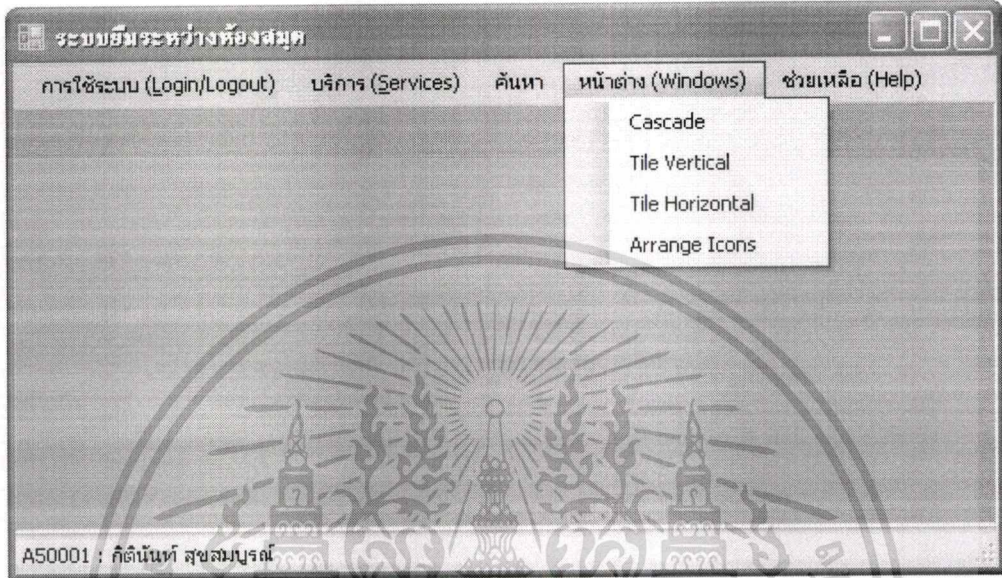 ระบบยืมระหว่างห้องสมุด
การใช้ระบบ (Login/Logout) บริการ (Services) ค้นหา หน้าต่าง (Windows) ช่วยเหลือ (Help)
Cascade
Tile Vertical
Tile Horizontal
Arrange Icons
A50001 : กิตินันท์ สุขสมบูรณ์